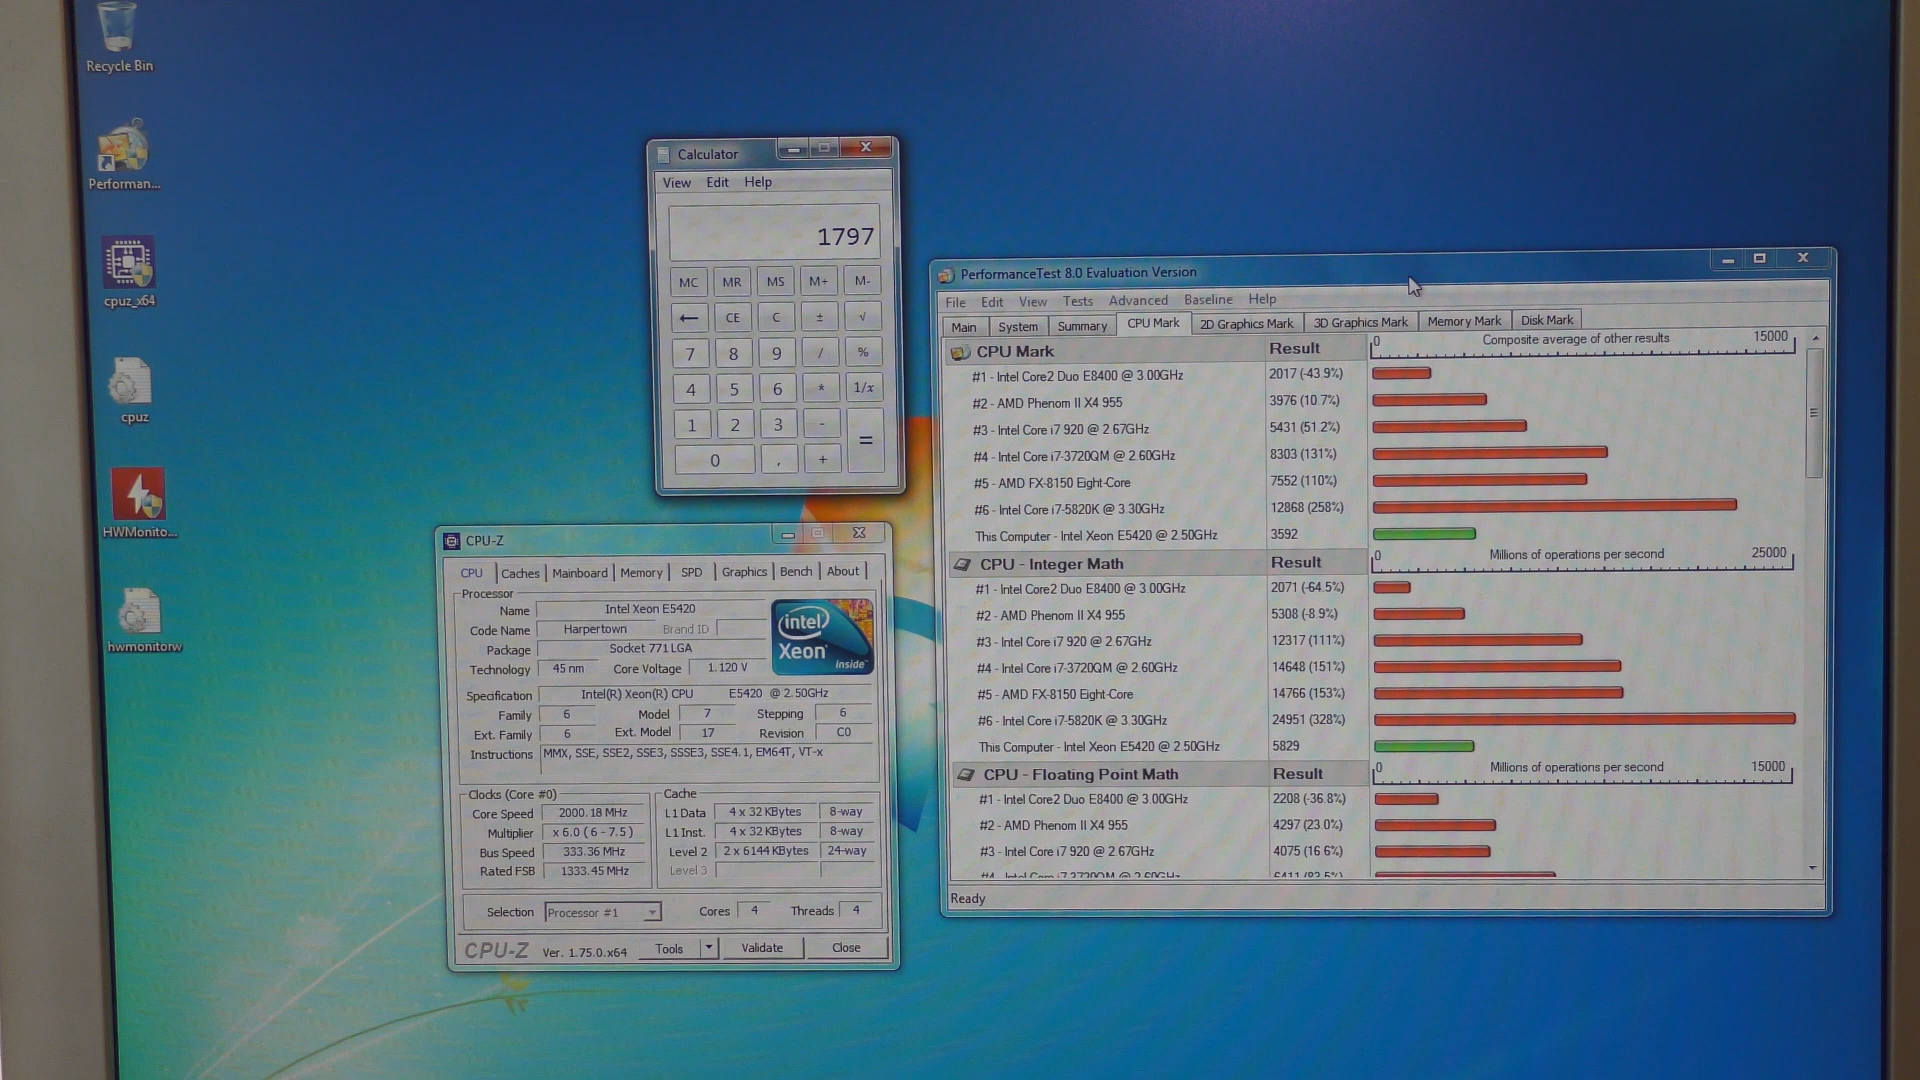 Recycle Bin
Performan...
cpuz_x64
cpuz
HWMonito...
hwmonitorw
Calculator
View Edit Help
1797
MC MR MS M+ M-
← CE C ± √
7 8 9 / %
4 5 6 * 1/x
1 2 3 - =
0 , +
CPU-Z
CPU Caches Mainboard Memory SPD Graphics Bench About
Processor
Name Intel Xeon E5420
Code Name Harpertown Brand ID
Package Socket 771 LGA
Technology 45 nm Core Voltage 1.120 V
intel Xeon inside™
Specification Intel(R) Xeon(R) CPU E5420 @ 2.50GHz
Family 6 Model 7 Stepping 6
Ext. Family 6 Ext. Model 17 Revision C0
Instructions MMX, SSE, SSE2, SSE3, SSSE3, SSE4.1, EM64T, VT-x
Clocks (Core #0)
Core Speed 2000.18 MHz
Multiplier x 6.0 ( 6 - 7.5 )
Bus Speed 333.36 MHz
Rated FSB 1333.45 MHz
Cache
L1 Data 4 x 32 KBytes 8-way
L1 Inst. 4 x 32 KBytes 8-way
Level 2 2 x 6144 KBytes 24-way
Level 3
Selection Processor #1 Cores 4 Threads 4
CPU-Z Ver. 1.75.0.x64 Tools Validate Close
PerformanceTest 8.0 Evaluation Version
File Edit View Tests Advanced Baseline Help
Main System Summary CPU Mark 2D Graphics Mark 3D Graphics Mark Memory Mark Disk Mark
CPU Mark Result 0 Composite average of other results 15000
#1 - Intel Core2 Duo E8400 @ 3.00GHz 2017 (-43.9%)
#2 - AMD Phenom II X4 955 3976 (10.7%)
#3 - Intel Core i7 920 @ 2.67GHz 5431 (51.2%)
#4 - Intel Core i7-3720QM @ 2.60GHz 8303 (131%)
#5 - AMD FX-8150 Eight-Core 7552 (110%)
#6 - Intel Core i7-5820K @ 3.30GHz 12868 (258%)
This Computer - Intel Xeon E5420 @ 2.50GHz 3592
CPU - Integer Math Result 0 Millions of operations per second 25000
#1 - Intel Core2 Duo E8400 @ 3.00GHz 2071 (-64.5%)
#2 - AMD Phenom II X4 955 5308 (-8.9%)
#3 - Intel Core i7 920 @ 2.67GHz 12317 (111%)
#4 - Intel Core i7-3720QM @ 2.60GHz 14648 (151%)
#5 - AMD FX-8150 Eight-Core 14766 (153%)
#6 - Intel Core i7-5820K @ 3.30GHz 24951 (328%)
This Computer - Intel Xeon E5420 @ 2.50GHz 5829
CPU - Floating Point Math Result 0 Millions of operations per second 15000
#1 - Intel Core2 Duo E8400 @ 3.00GHz 2208 (-36.8%)
#2 - AMD Phenom II X4 955 4297 (23.0%)
#3 - Intel Core i7 920 @ 2.67GHz 4075 (16.6%)
#4 - Intel Core i7-3720QM @ 2.60GHz 6411 (83.5%)
Ready